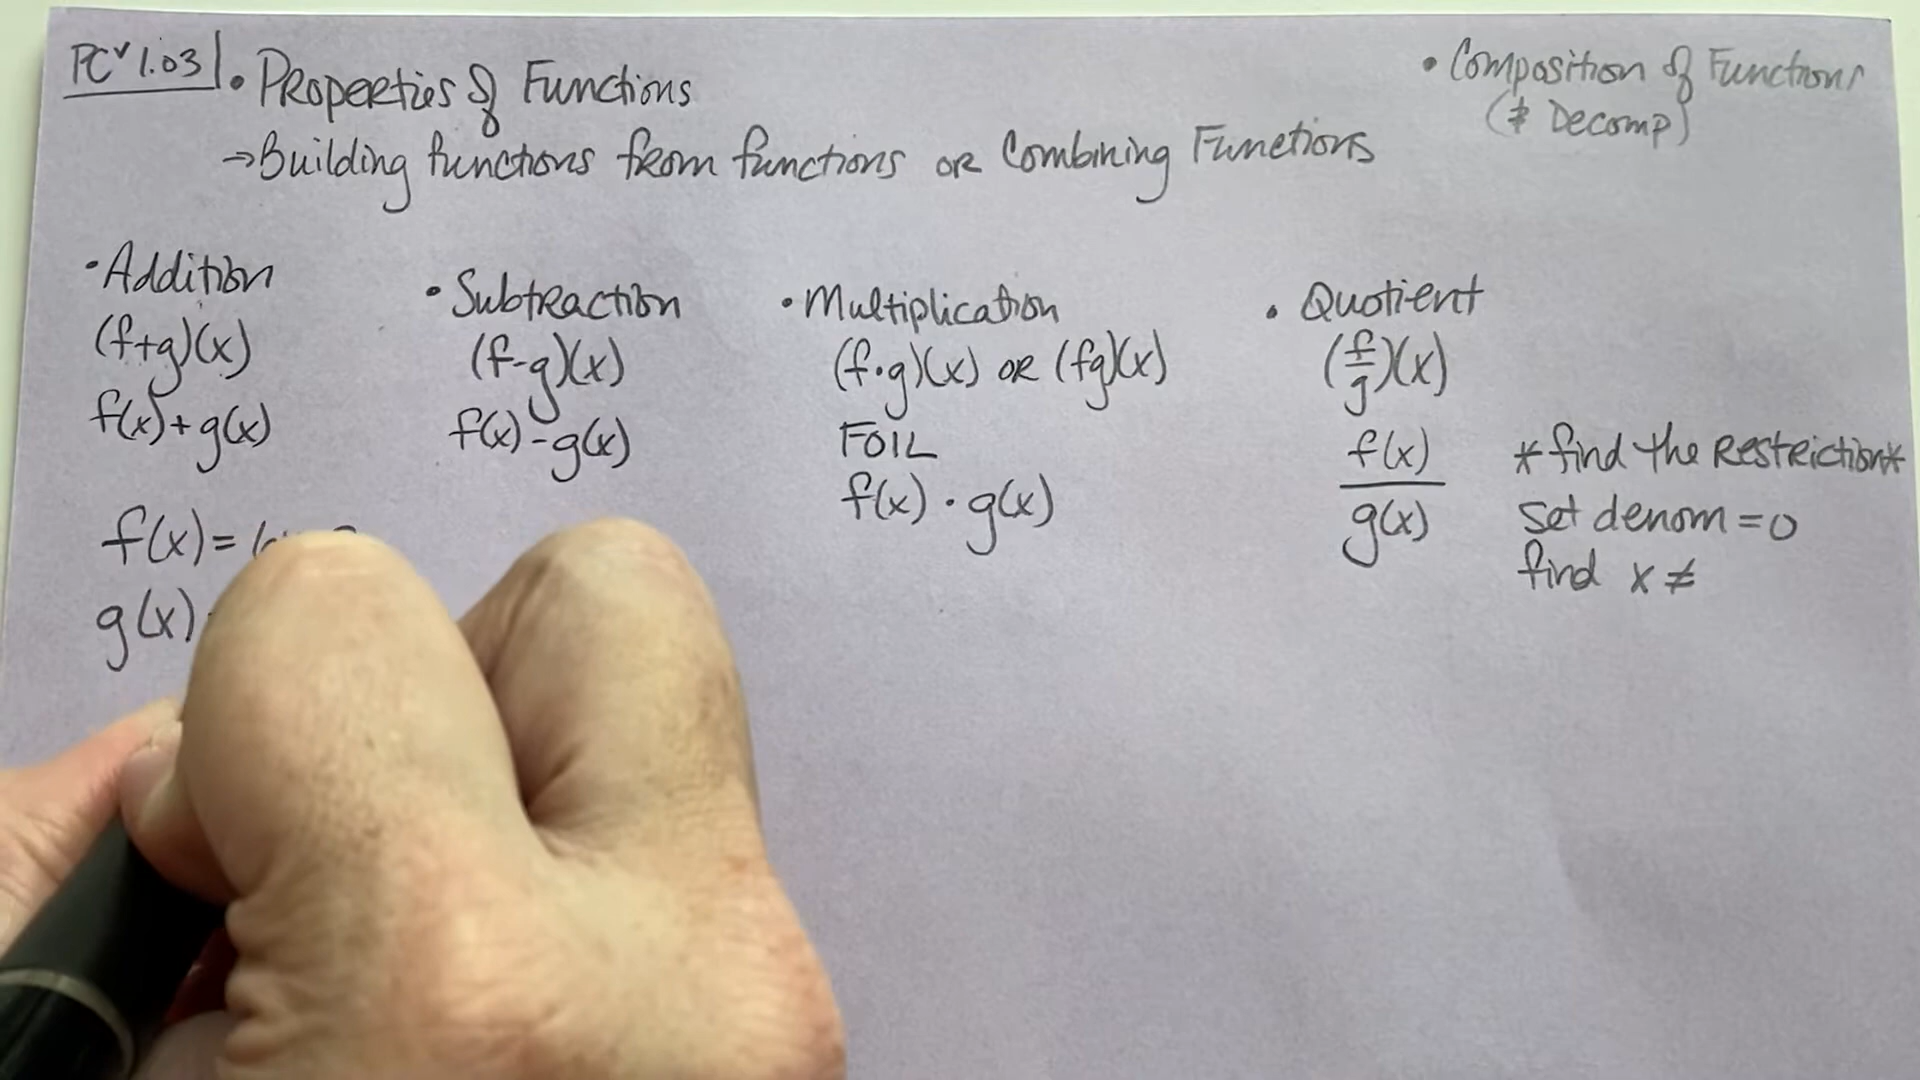 PCv 1.03
• Properties of Functions
→ Building functions from functions or Combining Functions
• Composition of Functions
(& Decomp)
• Addition
(f+g)(x)
f(x)+g(x)
• Subtraction
(f-g)(x)
f(x)-g(x)
• Multiplication
(f•g)(x) OR (fg)(x)
FOIL
f(x) • g(x)
• Quotient
(f/g)(x)
f(x)
g(x)
*find the Restriction*
set denom = 0
find x ≠
f(x) =
g(x)